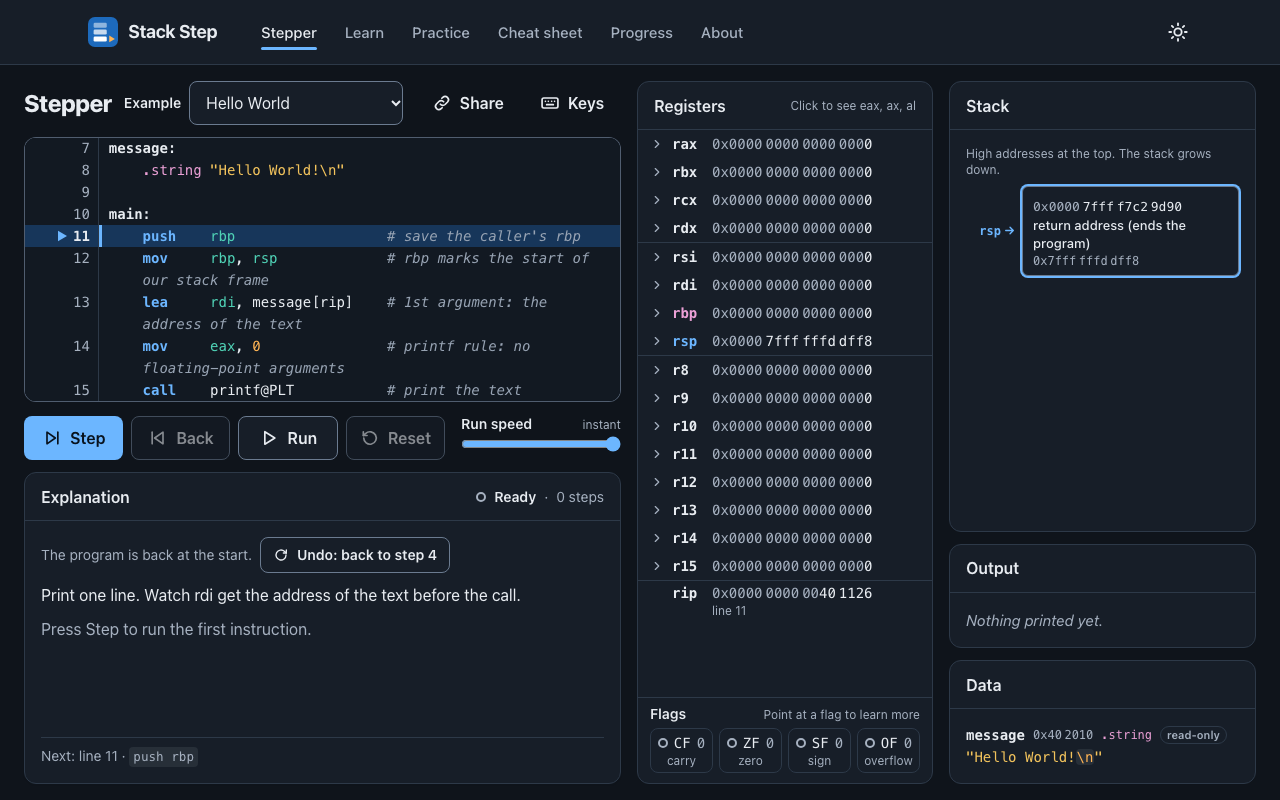 Stack Step
Stepper
Learn
Practice
Cheat sheet
Progress
About
Stepper
Example
Hello World
Share
Keys
7 message:
8 .string "Hello World!\n"
9
10 main:
11 push rbp # save the caller's rbp
12 mov rbp, rsp # rbp marks the start of
our stack frame
13 lea rdi, message[rip] # 1st argument: the
address of the text
14 mov eax, 0 # printf rule: no
floating-point arguments
15 call printf@PLT # print the text
Step
Back
Run
Reset
Run speed
instant
Explanation
Ready · 0 steps
The program is back at the start.
Undo: back to step 4
Print one line. Watch rdi get the address of the text before the call.
Press Step to run the first instruction.
Next: line 11 · push rbp
Registers
Click to see eax, ax, al
rax 0x0000 0000 0000 0000
rbx 0x0000 0000 0000 0000
rcx 0x0000 0000 0000 0000
rdx 0x0000 0000 0000 0000
rsi 0x0000 0000 0000 0000
rdi 0x0000 0000 0000 0000
rbp 0x0000 0000 0000 0000
rsp 0x0000 7fff fffd dff8
r8 0x0000 0000 0000 0000
r9 0x0000 0000 0000 0000
r10 0x0000 0000 0000 0000
r11 0x0000 0000 0000 0000
r12 0x0000 0000 0000 0000
r13 0x0000 0000 0000 0000
r14 0x0000 0000 0000 0000
r15 0x0000 0000 0000 0000
rip 0x0000 0000 0040 1126
line 11
Flags
Point at a flag to learn more
CF 0
carry
ZF 0
zero
SF 0
sign
OF 0
overflow
Stack
High addresses at the top. The stack grows
down.
rsp →
0x0000 7fff f7c2 9d90
return address (ends the
program)
0x7fff fffd dff8
Output
Nothing printed yet.
Data
message 0x40 2010 .string read-only
"Hello World!\n"